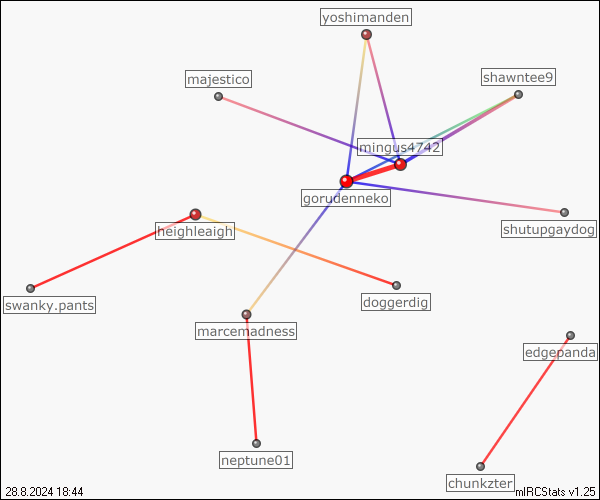 yoshimanden
majestico
shawntee9
mingus4742
gorudenneko
shutupgaydog
heighleaigh
swanky.pants
doggerdig
marcemadness
edgepanda
neptune01
chunkzter
28.8.2024 18:44
mIRCStats v1.25